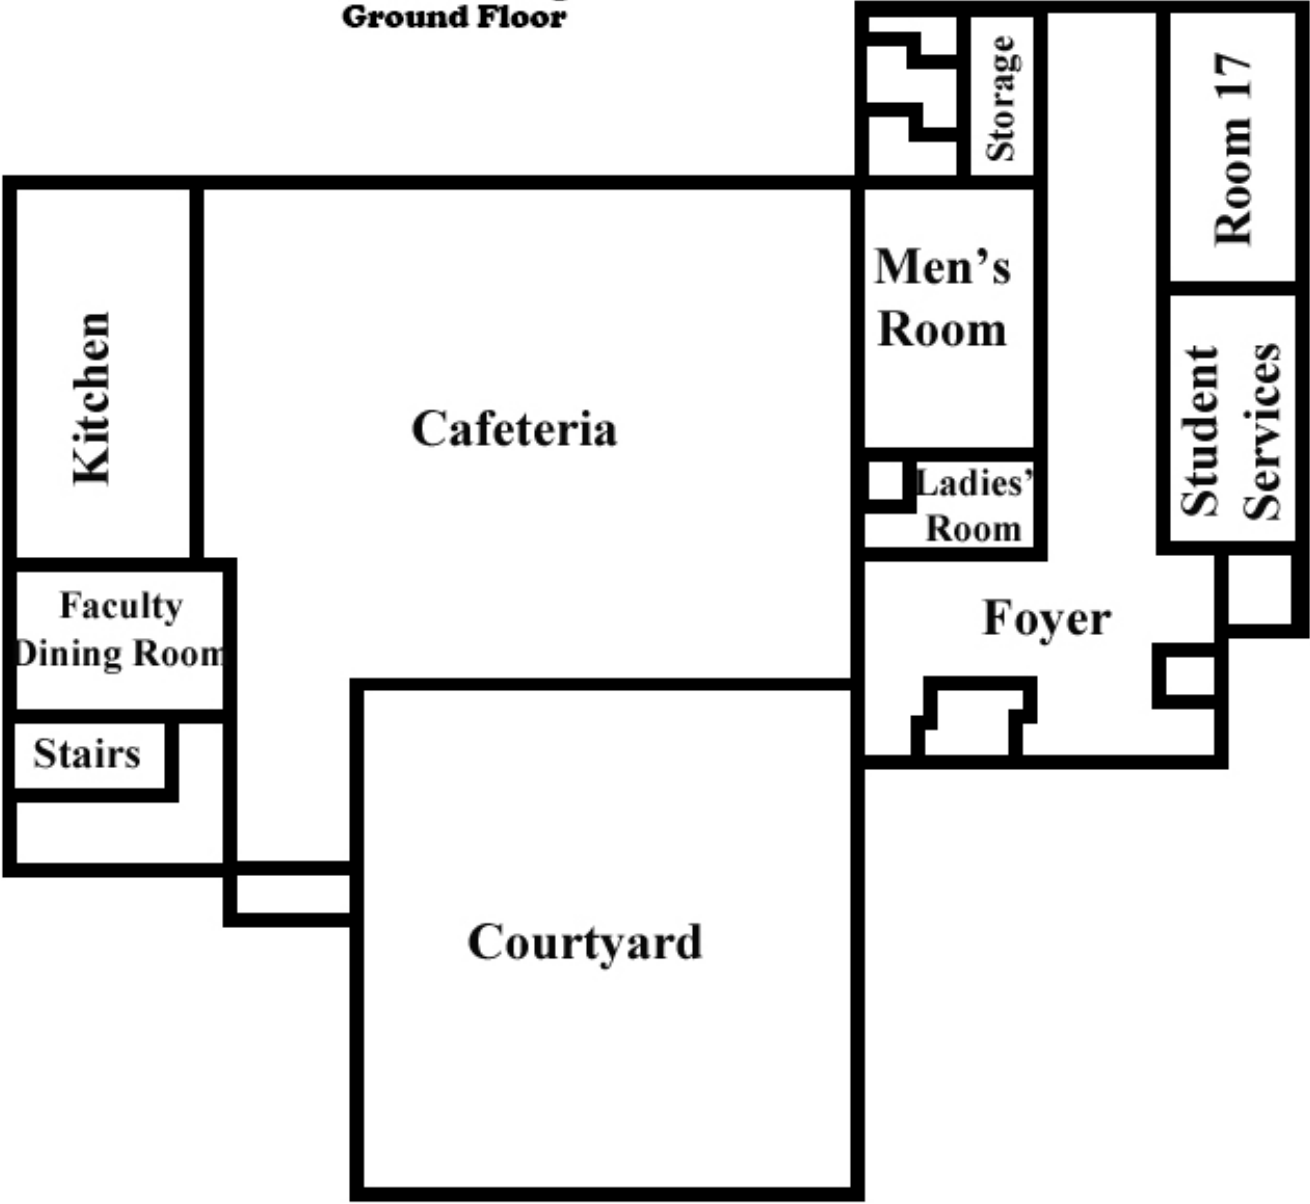 Ground Floor
Storage
Room 17
Men’s
Room
Kitchen
Cafeteria
Student
Services
Ladies’
Room
Faculty
Dining Room
Foyer
Stairs
Courtyard